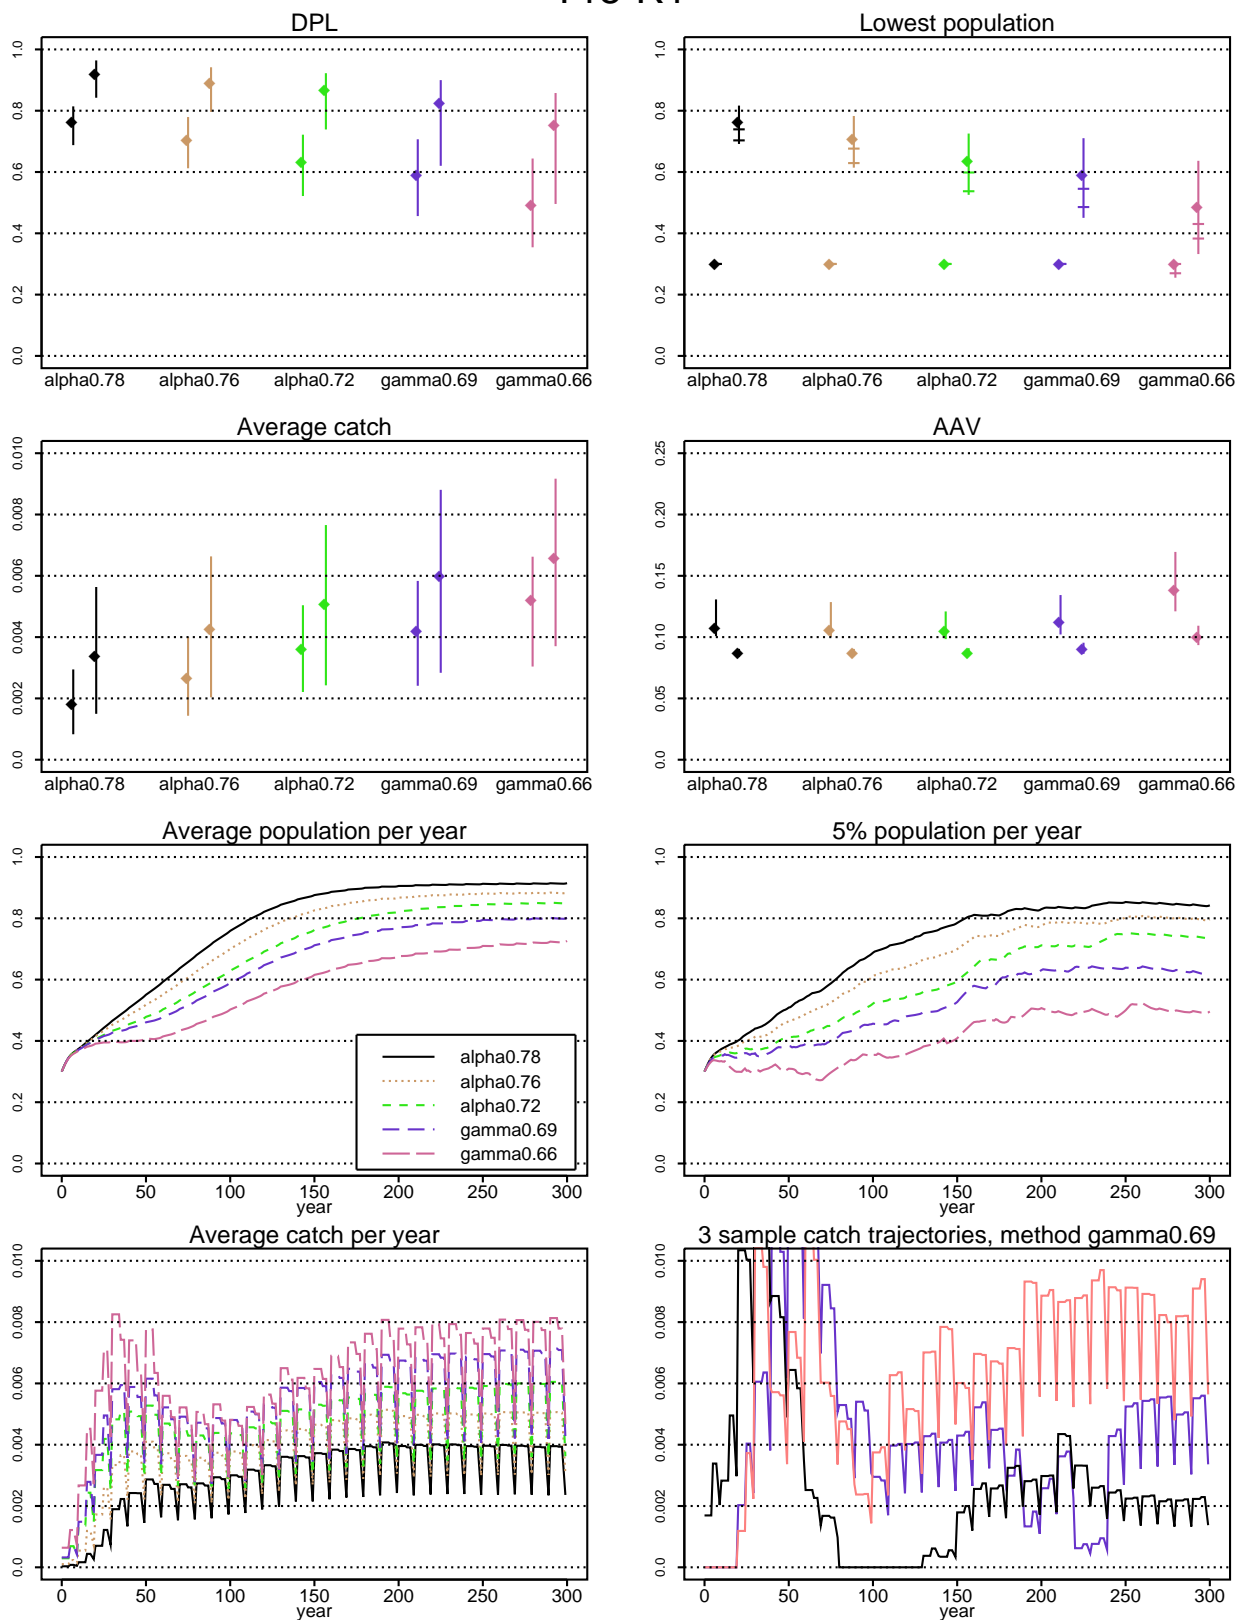 DPL
Lowest population
0.0 0.2 0.4 0.6 0.8 1.0
alpha0.78 alpha0.76 alpha0.72 gamma0.69 gamma0.66
0.0 0.2 0.4 0.6 0.8 1.0
alpha0.78 alpha0.76 alpha0.72 gamma0.69 gamma0.66
Average catch
AAV
0.0 0.002 0.004 0.006 0.008 0.010
alpha0.78 alpha0.76 alpha0.72 gamma0.69 gamma0.66
0.0 0.05 0.10 0.15 0.20 0.25
alpha0.78 alpha0.76 alpha0.72 gamma0.69 gamma0.66
Average population per year
5% population per year
0.0 0.2 0.4 0.6 0.8 1.0
alpha0.78
alpha0.76
alpha0.72
gamma0.69
gamma0.66
0 50 100 150 200 250 300
year
0.0 0.2 0.4 0.6 0.8 1.0
0 50 100 150 200 250 300
year
Average catch per year
3 sample catch trajectories, method gamma0.69
0.0 0.002 0.004 0.006 0.008 0.010
0 50 100 150 200 250 300
year
0.0 0.002 0.004 0.006 0.008 0.010
0 50 100 150 200 250 300
year